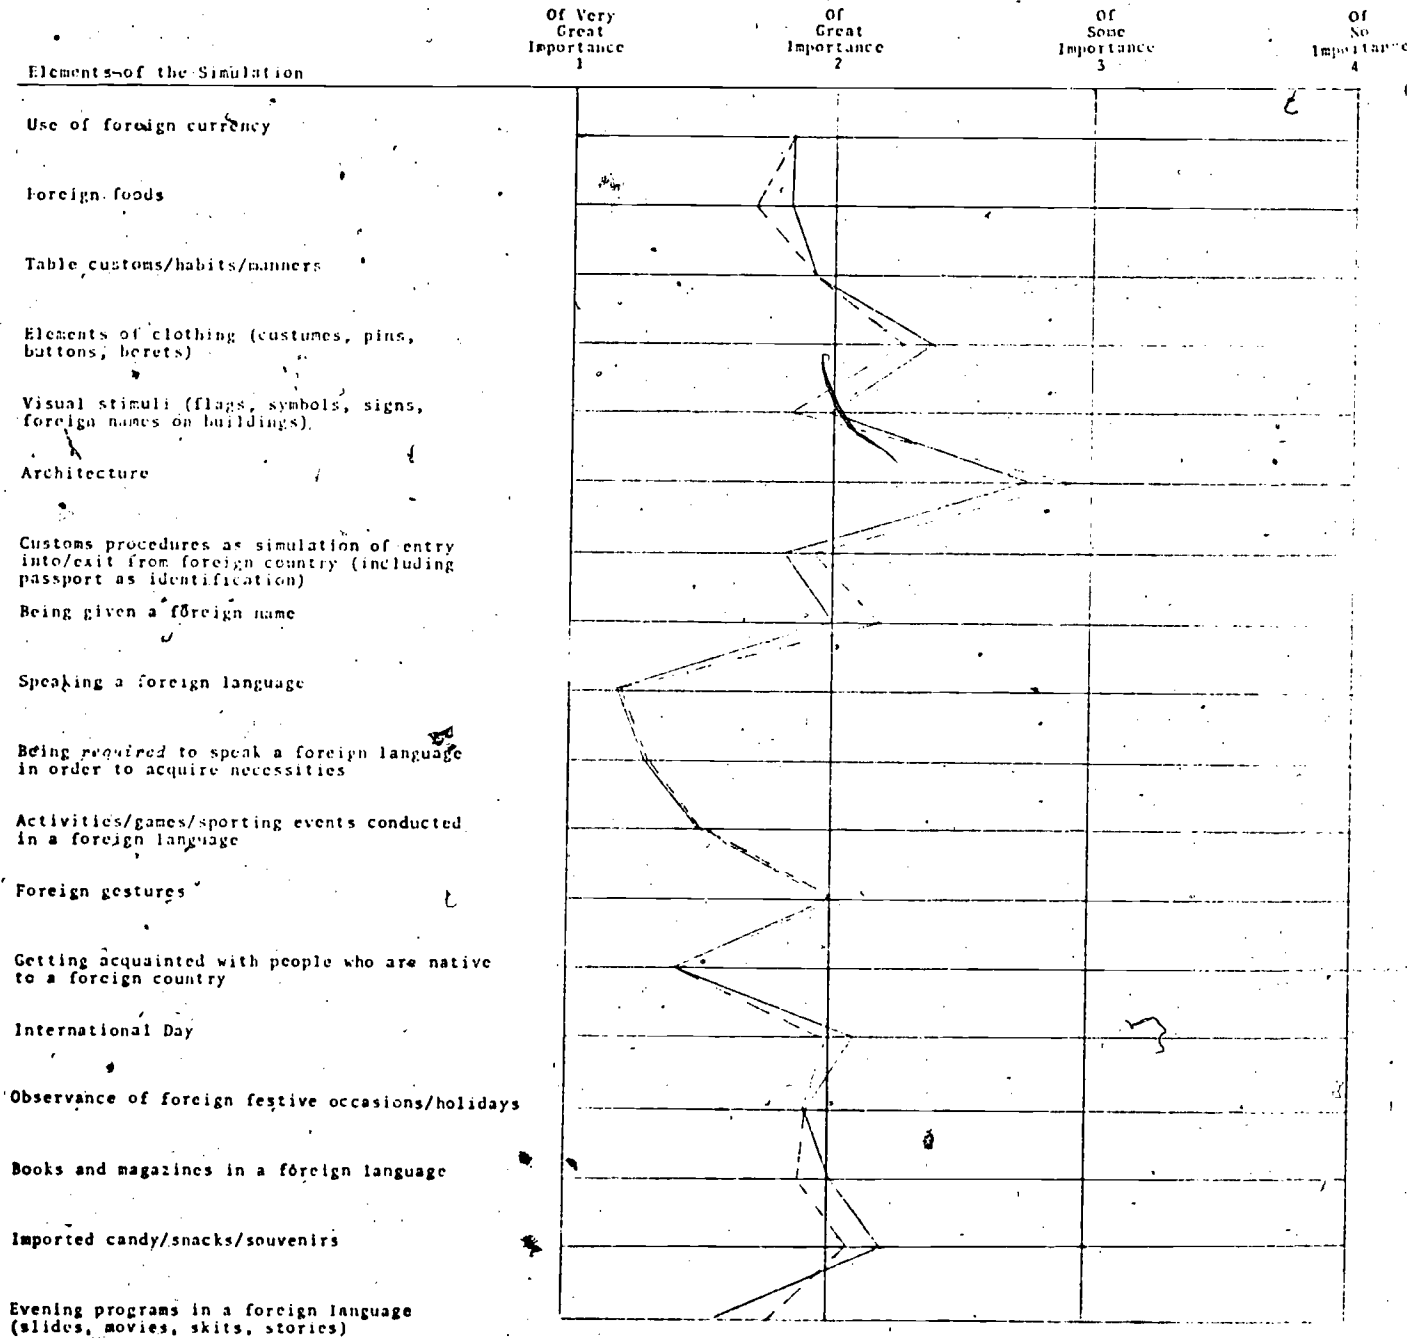 Of Very Of Of Of
Great Great Some No
Importance Importance Importance Importance
1 2 3 4
Elements of the Simulation
Use of foreign currency
Foreign foods
Table customs/habits/manners
Elements of clothing (custumes, pins,
buttons, berets)
Visual stimuli (flags, symbols, signs,
foreign names on buildings)
Architecture
Customs procedures as simulation of entry
into/exit from foreign country (including
passport as identification)
Being given a foreign name
Speaking a foreign language
Being required to speak a foreign language
in order to acquire necessities
Activities/games/sporting events conducted
in a foreign language
Foreign gestures
Getting acquainted with people who are native
to a foreign country
International Day
Observance of foreign festive occasions/holidays
Books and magazines in a foreign language
Imported candy/snacks/souvenirs
Evening programs in a foreign language
(slides, movies, skits, stories)